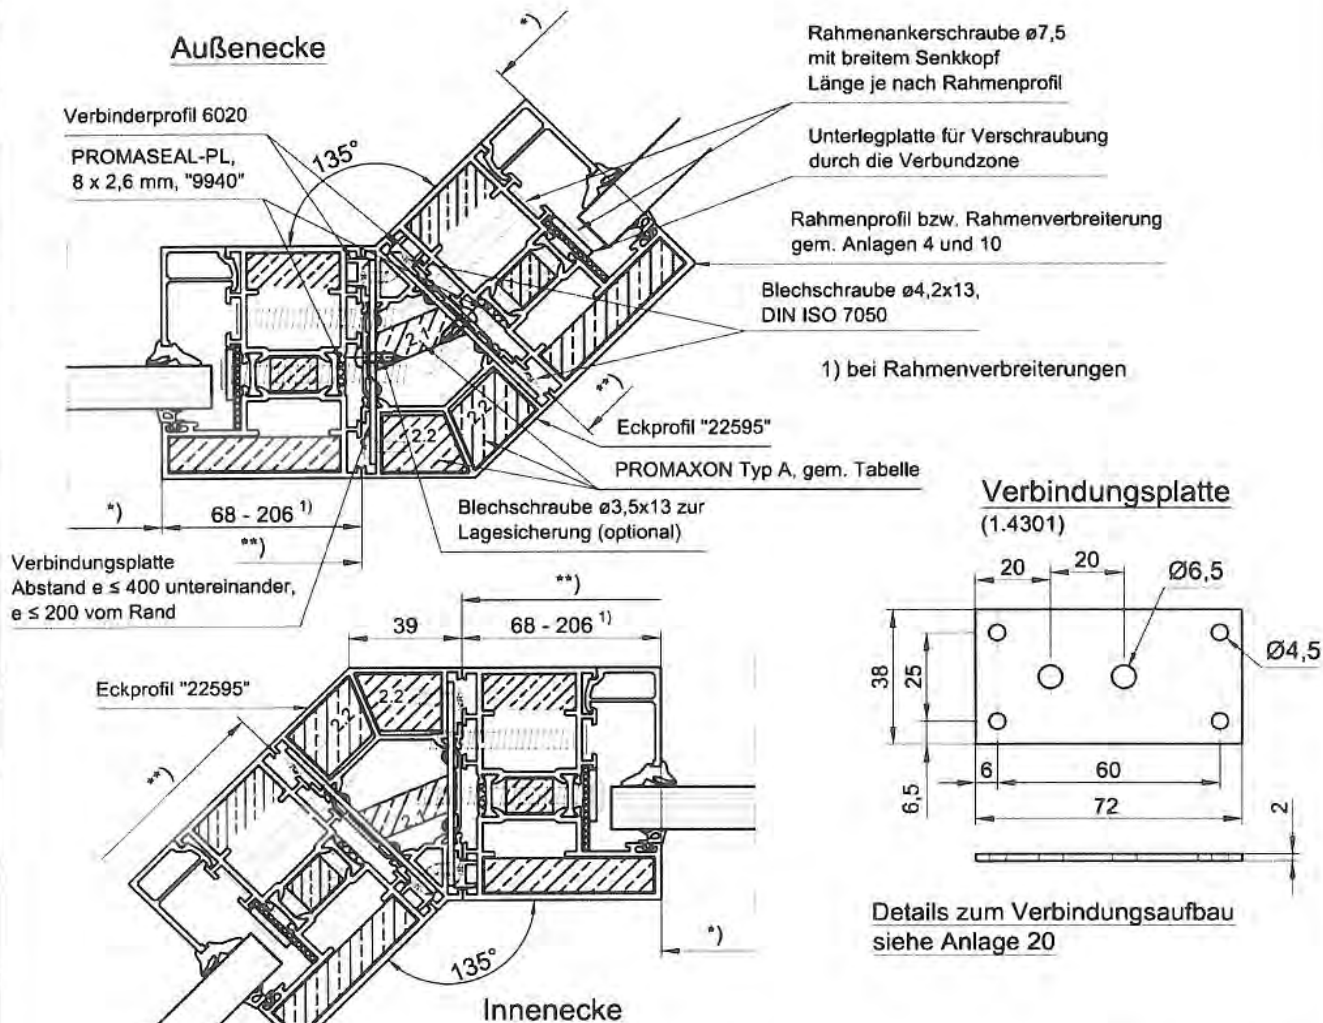 Außenecke
*)
Rahmenankerschraube ø7,5
mit breitem Senkkopf
Länge je nach Rahmenprofil
Verbinderprofil 6020
PROMASEAL-PL,
8 x 2,6 mm, "9940"
135°
Unterlegplatte für Verschraubung
durch die Verbundzone
Rahmenprofil bzw. Rahmenverbreiterung
gem. Anlagen 4 und 10
Blechschraube ø4,2x13,
DIN ISO 7050
1) bei Rahmenverbreiterungen
2.1
**)
2.2
2.2
Eckprofil "22595"
PROMAXON Typ A, gem. Tabelle
Blechschraube ø3,5x13 zur
Lagesicherung (optional)
*)
68 - 206 1)
**)
Verbindungsplatte
Abstand e ≤ 400 untereinander,
e ≤ 200 vom Rand
**)
39
68 - 206 1)
Eckprofil "22595"
2.2
2.2
**)
2.1
*)
135°
Innenecke
Verbindungsplatte
(1.4301)
20
20
Ø6,5
Ø4,5
38
25
6,5
6
60
72
2
Details zum Verbindungsaufbau
siehe Anlage 20